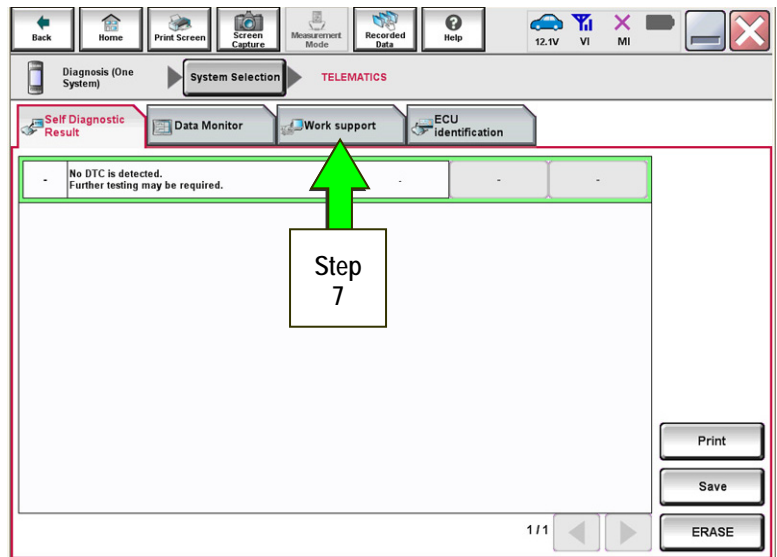 Back
Home
Print Screen
Screen Capture
Measurement Mode
Recorded Data
Help
12.1V
VI
MI
Diagnosis (One System)
System Selection
TELEMATICS
Self Diagnostic Result
Data Monitor
Work support
ECU identification
-
No DTC is detected.
Further testing may be required.
-
-
-
Step
7
Print
Save
1/1
ERASE